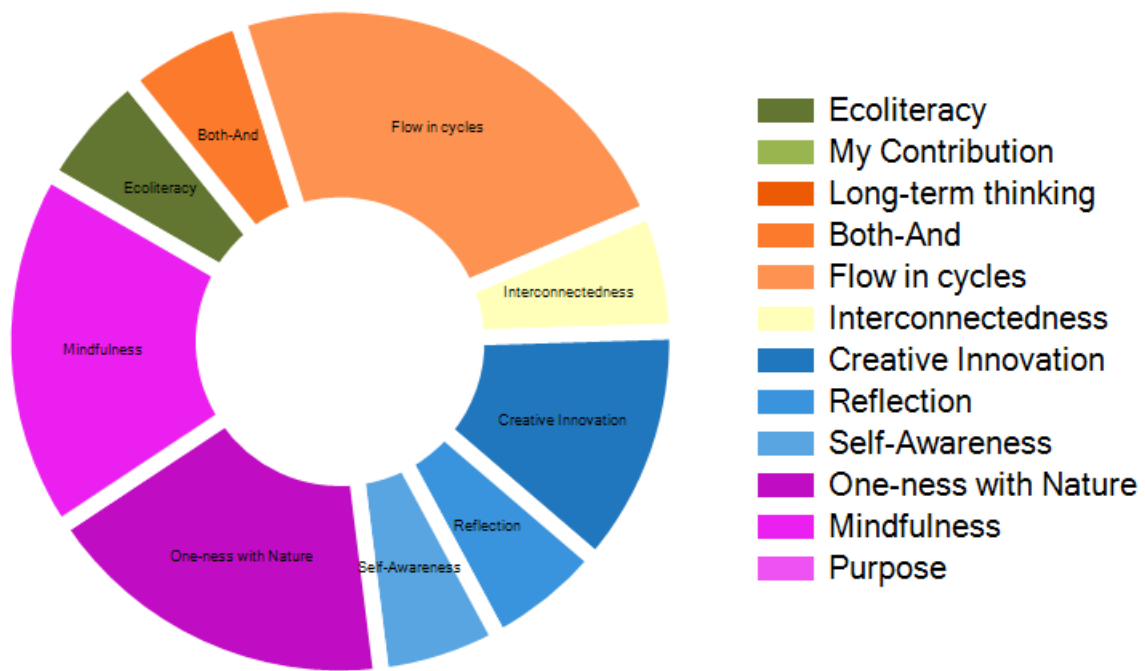 Flow in cycles
Both-And
Ecoliteracy
Interconnectedness
Mindfulness
Creative Innovation
Reflection
One-ness with Nature
Self-Awareness
Ecoliteracy
My Contribution
Long-term thinking
Both-And
Flow in cycles
Interconnectedness
Creative Innovation
Reflection
Self-Awareness
One-ness with Nature
Mindfulness
Purpose